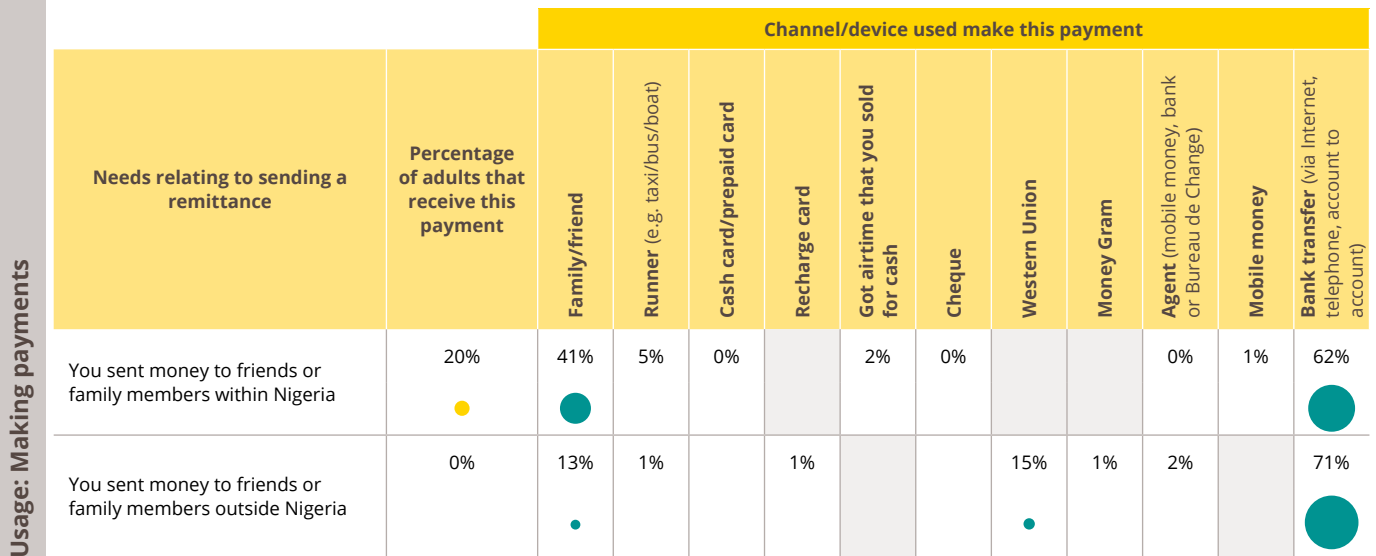 Usage: Making payments
Channel/device used make this payment
Needs relating to sending a
remittance
Percentage
of adults that
receive this
payment
Family/friend
Runner (e.g. taxi/bus/boat)
Cash card/prepaid card
Recharge card
Got airtime that you sold
for cash
Cheque
Western Union
Money Gram
Agent (mobile money, bank
or Bureau de Change)
Mobile money
Bank transfer (via Internet,
telephone, account to
account)
You sent money to friends or
family members within Nigeria
20% 41% 5% 0% 2% 0% 0% 1% 62%
You sent money to friends or
family members outside Nigeria
0% 13% 1% 1% 15% 1% 2% 71%